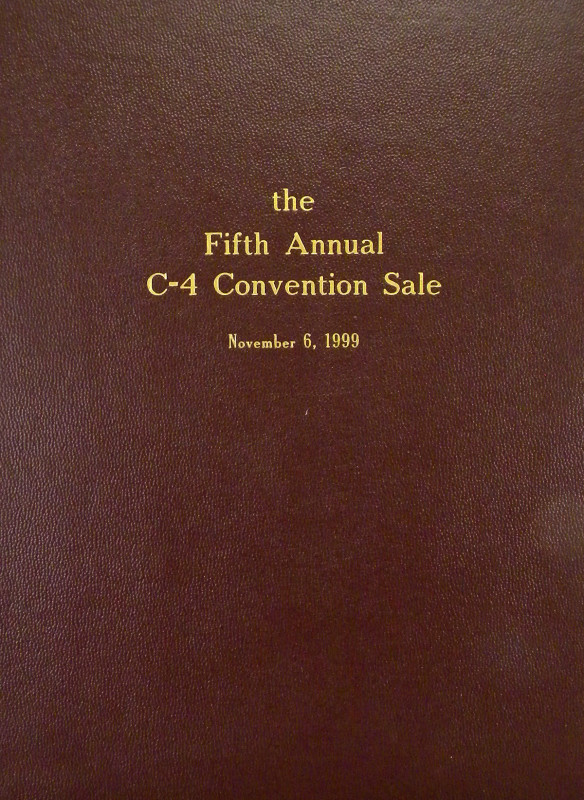 the
Fifth Annual
C-4 Convention Sale
November 6, 1999